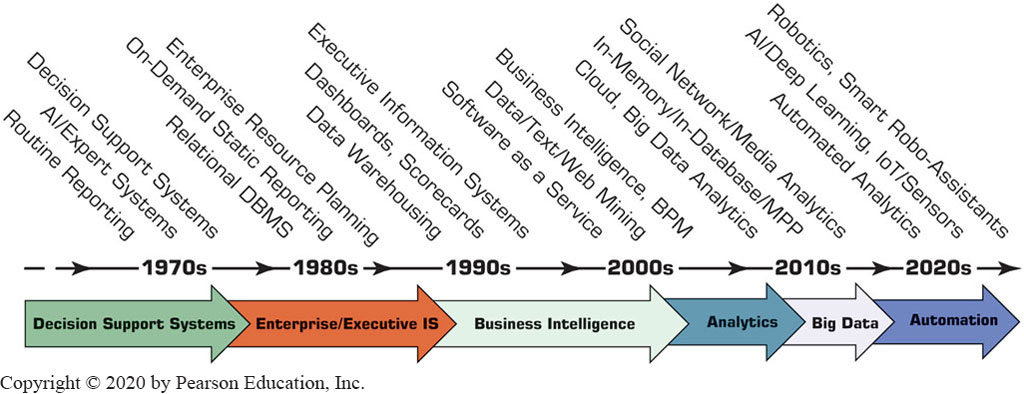 Routine Reporting
AI/Expert Systems
Decision Support Systems
Relational DBMS
On-Demand Static Reporting
Enterprise Resource Planning
Data Warehousing
Dashboards, Scorecards
Executive Information Systems
Software as a Service
Data/Text/Web Mining
Business Intelligence, BPM
Cloud, Big Data Analytics
In-Memory/In-Database/MPP
Social Network/Media Analytics
Automated Analytics
AI/Deep Learning, IoT/Sensors
Robotics, Smart Robo-Assistants
1970s 1980s 1990s 2000s 2010s 2020s
Decision Support Systems Enterprise/Executive IS Business Intelligence Analytics Big Data Automation
Copyright © 2020 by Pearson Education, Inc.